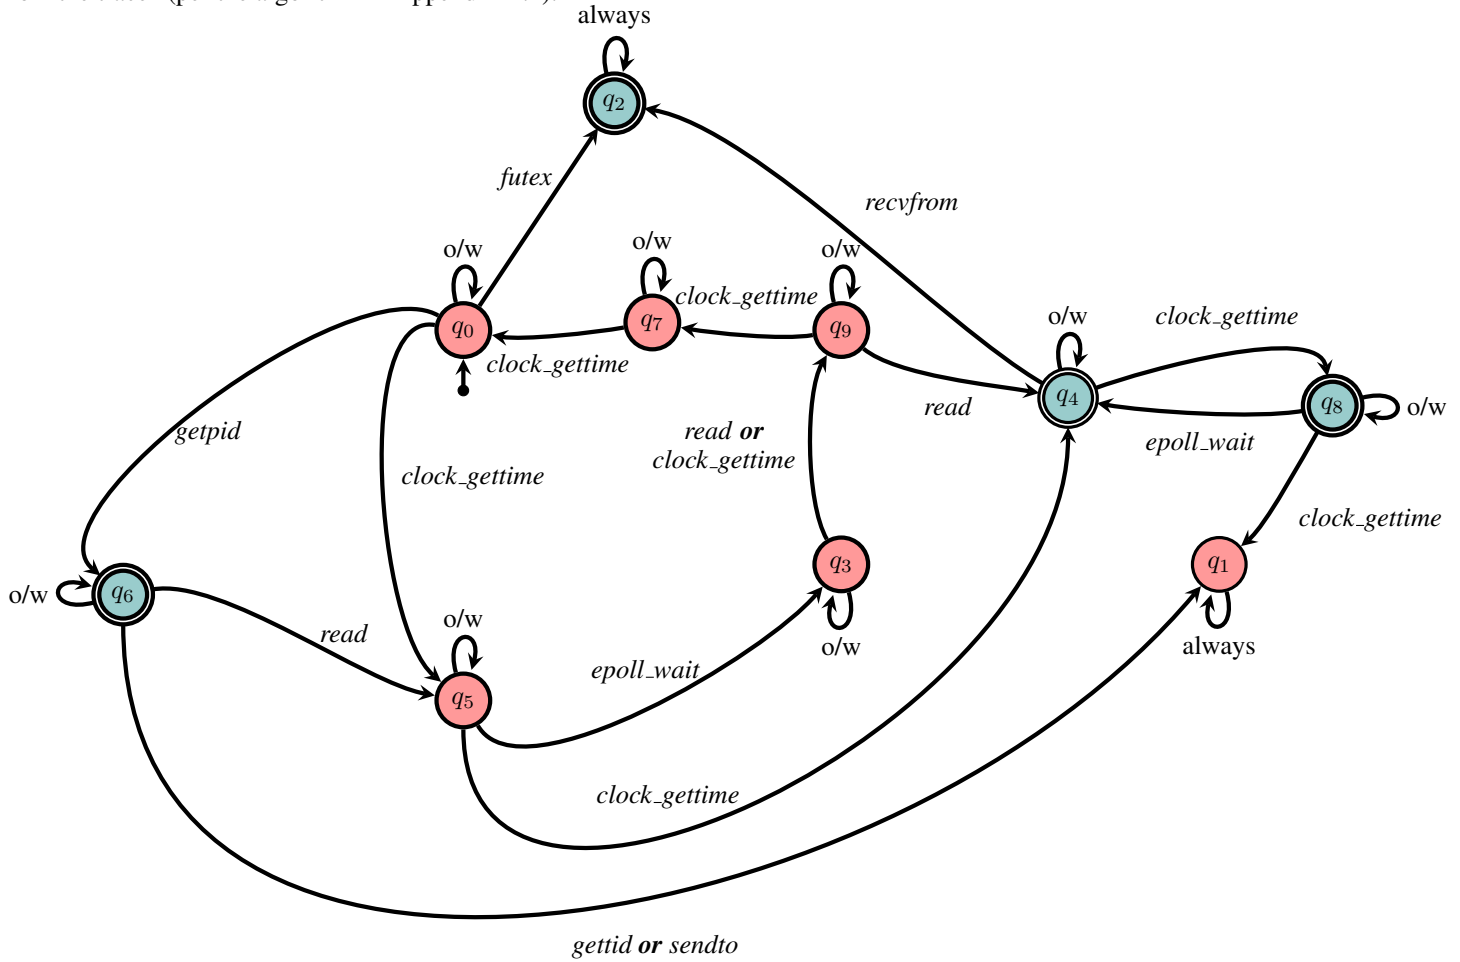 always
q2
futex
recvfrom
o/w
o/w
o/w
clock_gettime
q0
q7
q9
o/w
clock_gettime
clock_gettime
q4
q8
o/w
read
getpid
read or
clock_gettime
epoll_wait
clock_gettime
clock_gettime
q3
q1
o/w
q6
o/w
read
o/w
always
epoll_wait
q5
clock_gettime
gettid or sendto